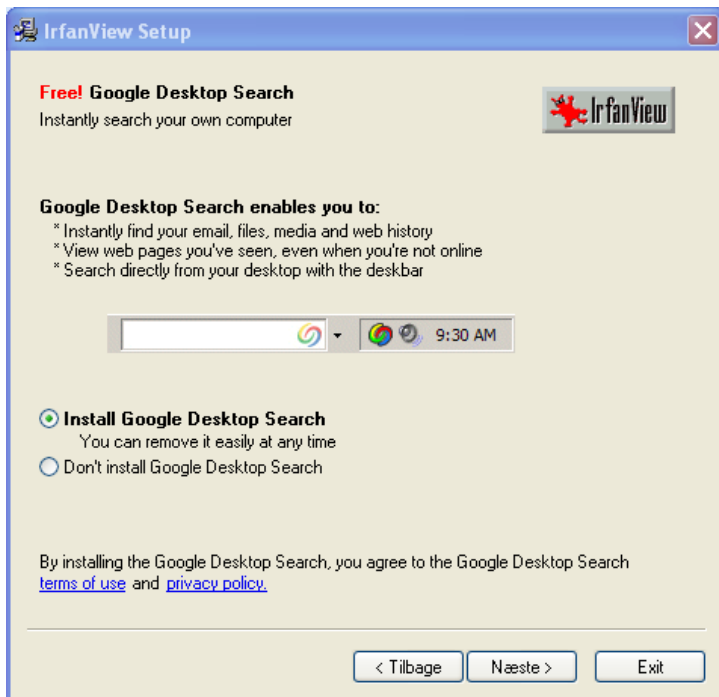 IrfanView Setup
Free! Google Desktop Search
Instantly search your own computer
IrfanView
Google Desktop Search enables you to:
* Instantly find your email, files, media and web history
* View web pages you've seen, even when you're not online
* Search directly from your desktop with the deskbar
9:30 AM
Install Google Desktop Search
You can remove it easily at any time
Don't install Google Desktop Search
By installing the Google Desktop Search, you agree to the Google Desktop Search
terms of use and privacy policy.
< Tilbage Næste > Exit